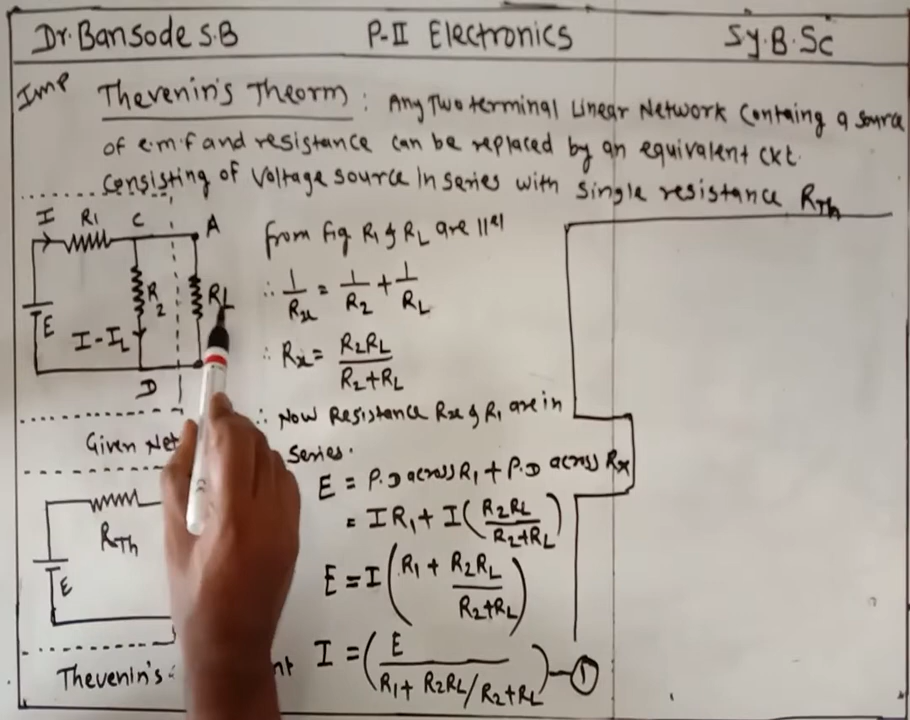 Dr. Bansode S.B P-II Electronics Sy.B.Sc
Imp
Thevenin's Theorm : Any Two terminal Linear Network Containg a source
of e.m.f and resistance can be replaced by an equivalent ckt.
consisting of Voltage source In series with single resistance RTh
I R1 C A
R2 RL
E I-IL
D
Given Net
RTh
E
Thevenin's nt
from fig R1 & RL are ||el
∴ 1/Rx = 1/R2 + 1/RL
∴ Rx = R2RL/R2+RL
∴ Now Resistance Rx & R1 are in
series.
E = P.D across R1 + P.D across Rx
= IR1 + I(R2RL/R2+RL)
E = I(R1 + R2RL/R2+RL)
I = (E/R1+R2RL/R2+RL) — 1